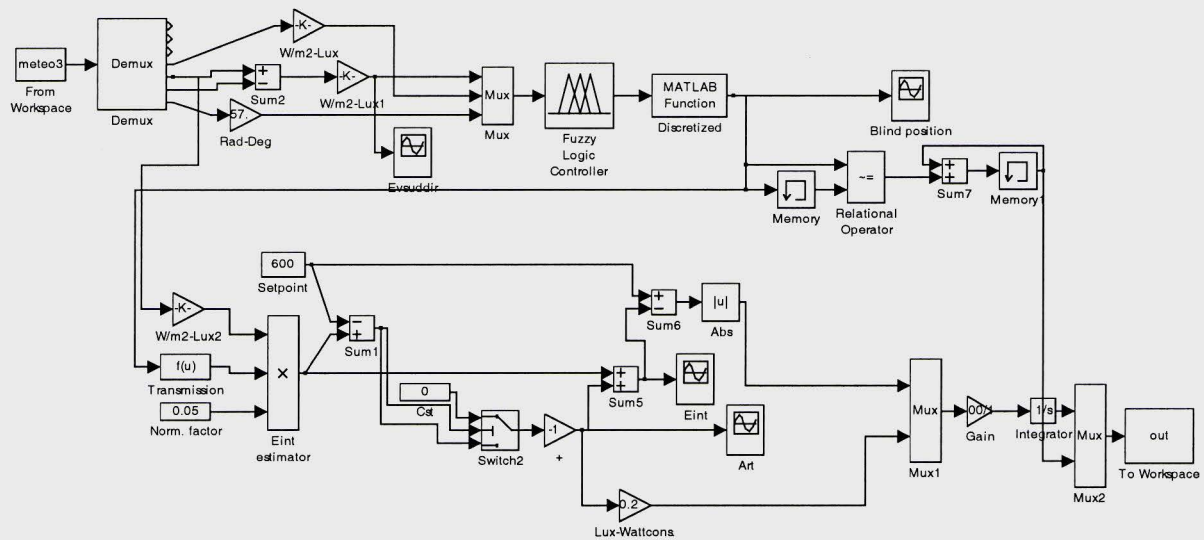 meteo3
From
Workspace
Demux
Demux
-K-
W/m2-Lux
+
−
Sum2
-K-
W/m2-Lux1
57.
Rad-Deg
Mux
Mux
Evsuddir
Fuzzy
Logic
Controller
MATLAB
Function
Discretized
Blind position
Memory
~=
Relational
Operator
+
+
Sum7
Memory1
600
Setpoint
-K-
W/m2-Lux2
f(u)
Transmission
0.05
Norm. factor
×
Eint
estimator
−
+
Sum1
0
Cst
Switch2
-1
+
+
+
Sum5
+
−
Sum6
|u|
Abs
Eint
Art
0.2
Lux-Wattcons.
Mux
Mux1
00/1
Gain
1/s
Integrator
Mux
Mux2
out
To Workspace